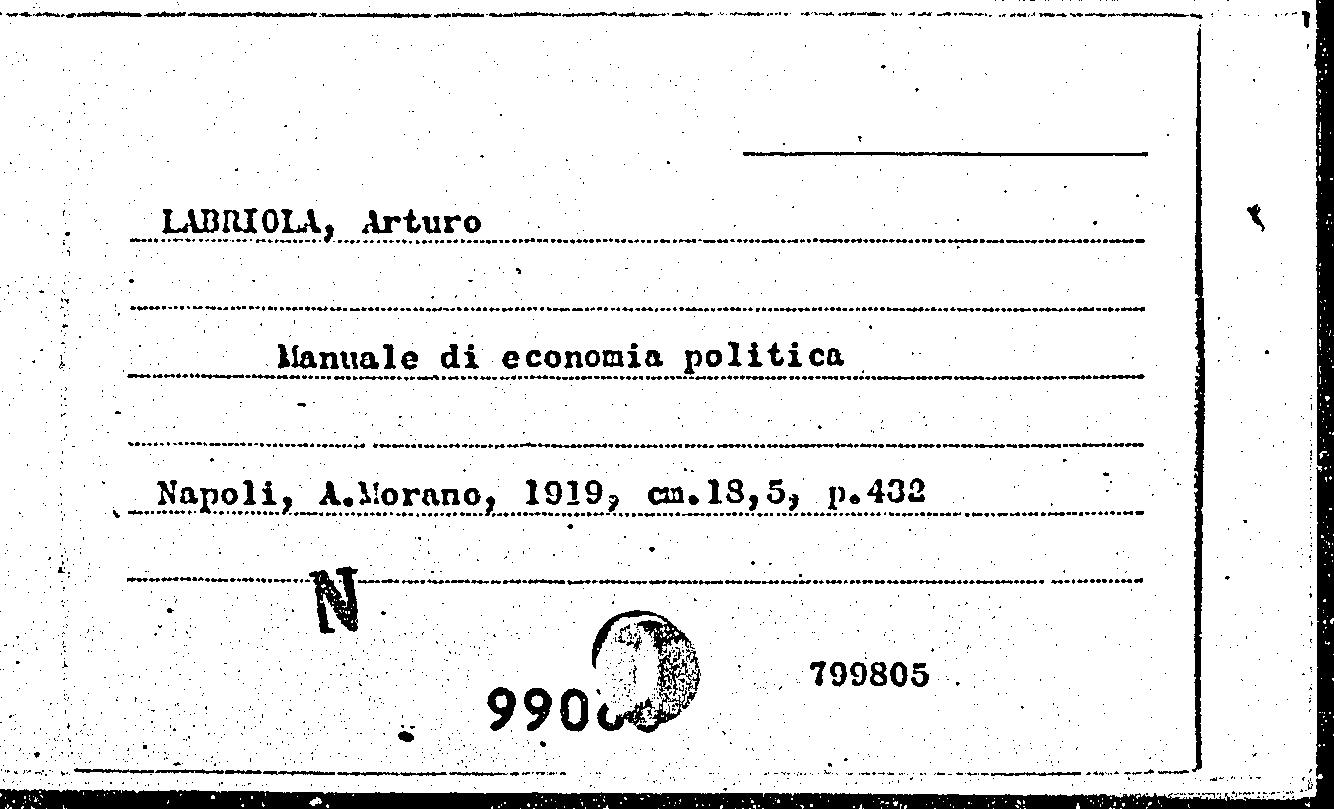 LABRIOLA, Arturo
Manuale di economia politica
Napoli, A.Morano, 1919, cm.18,5, p.432
N
799805